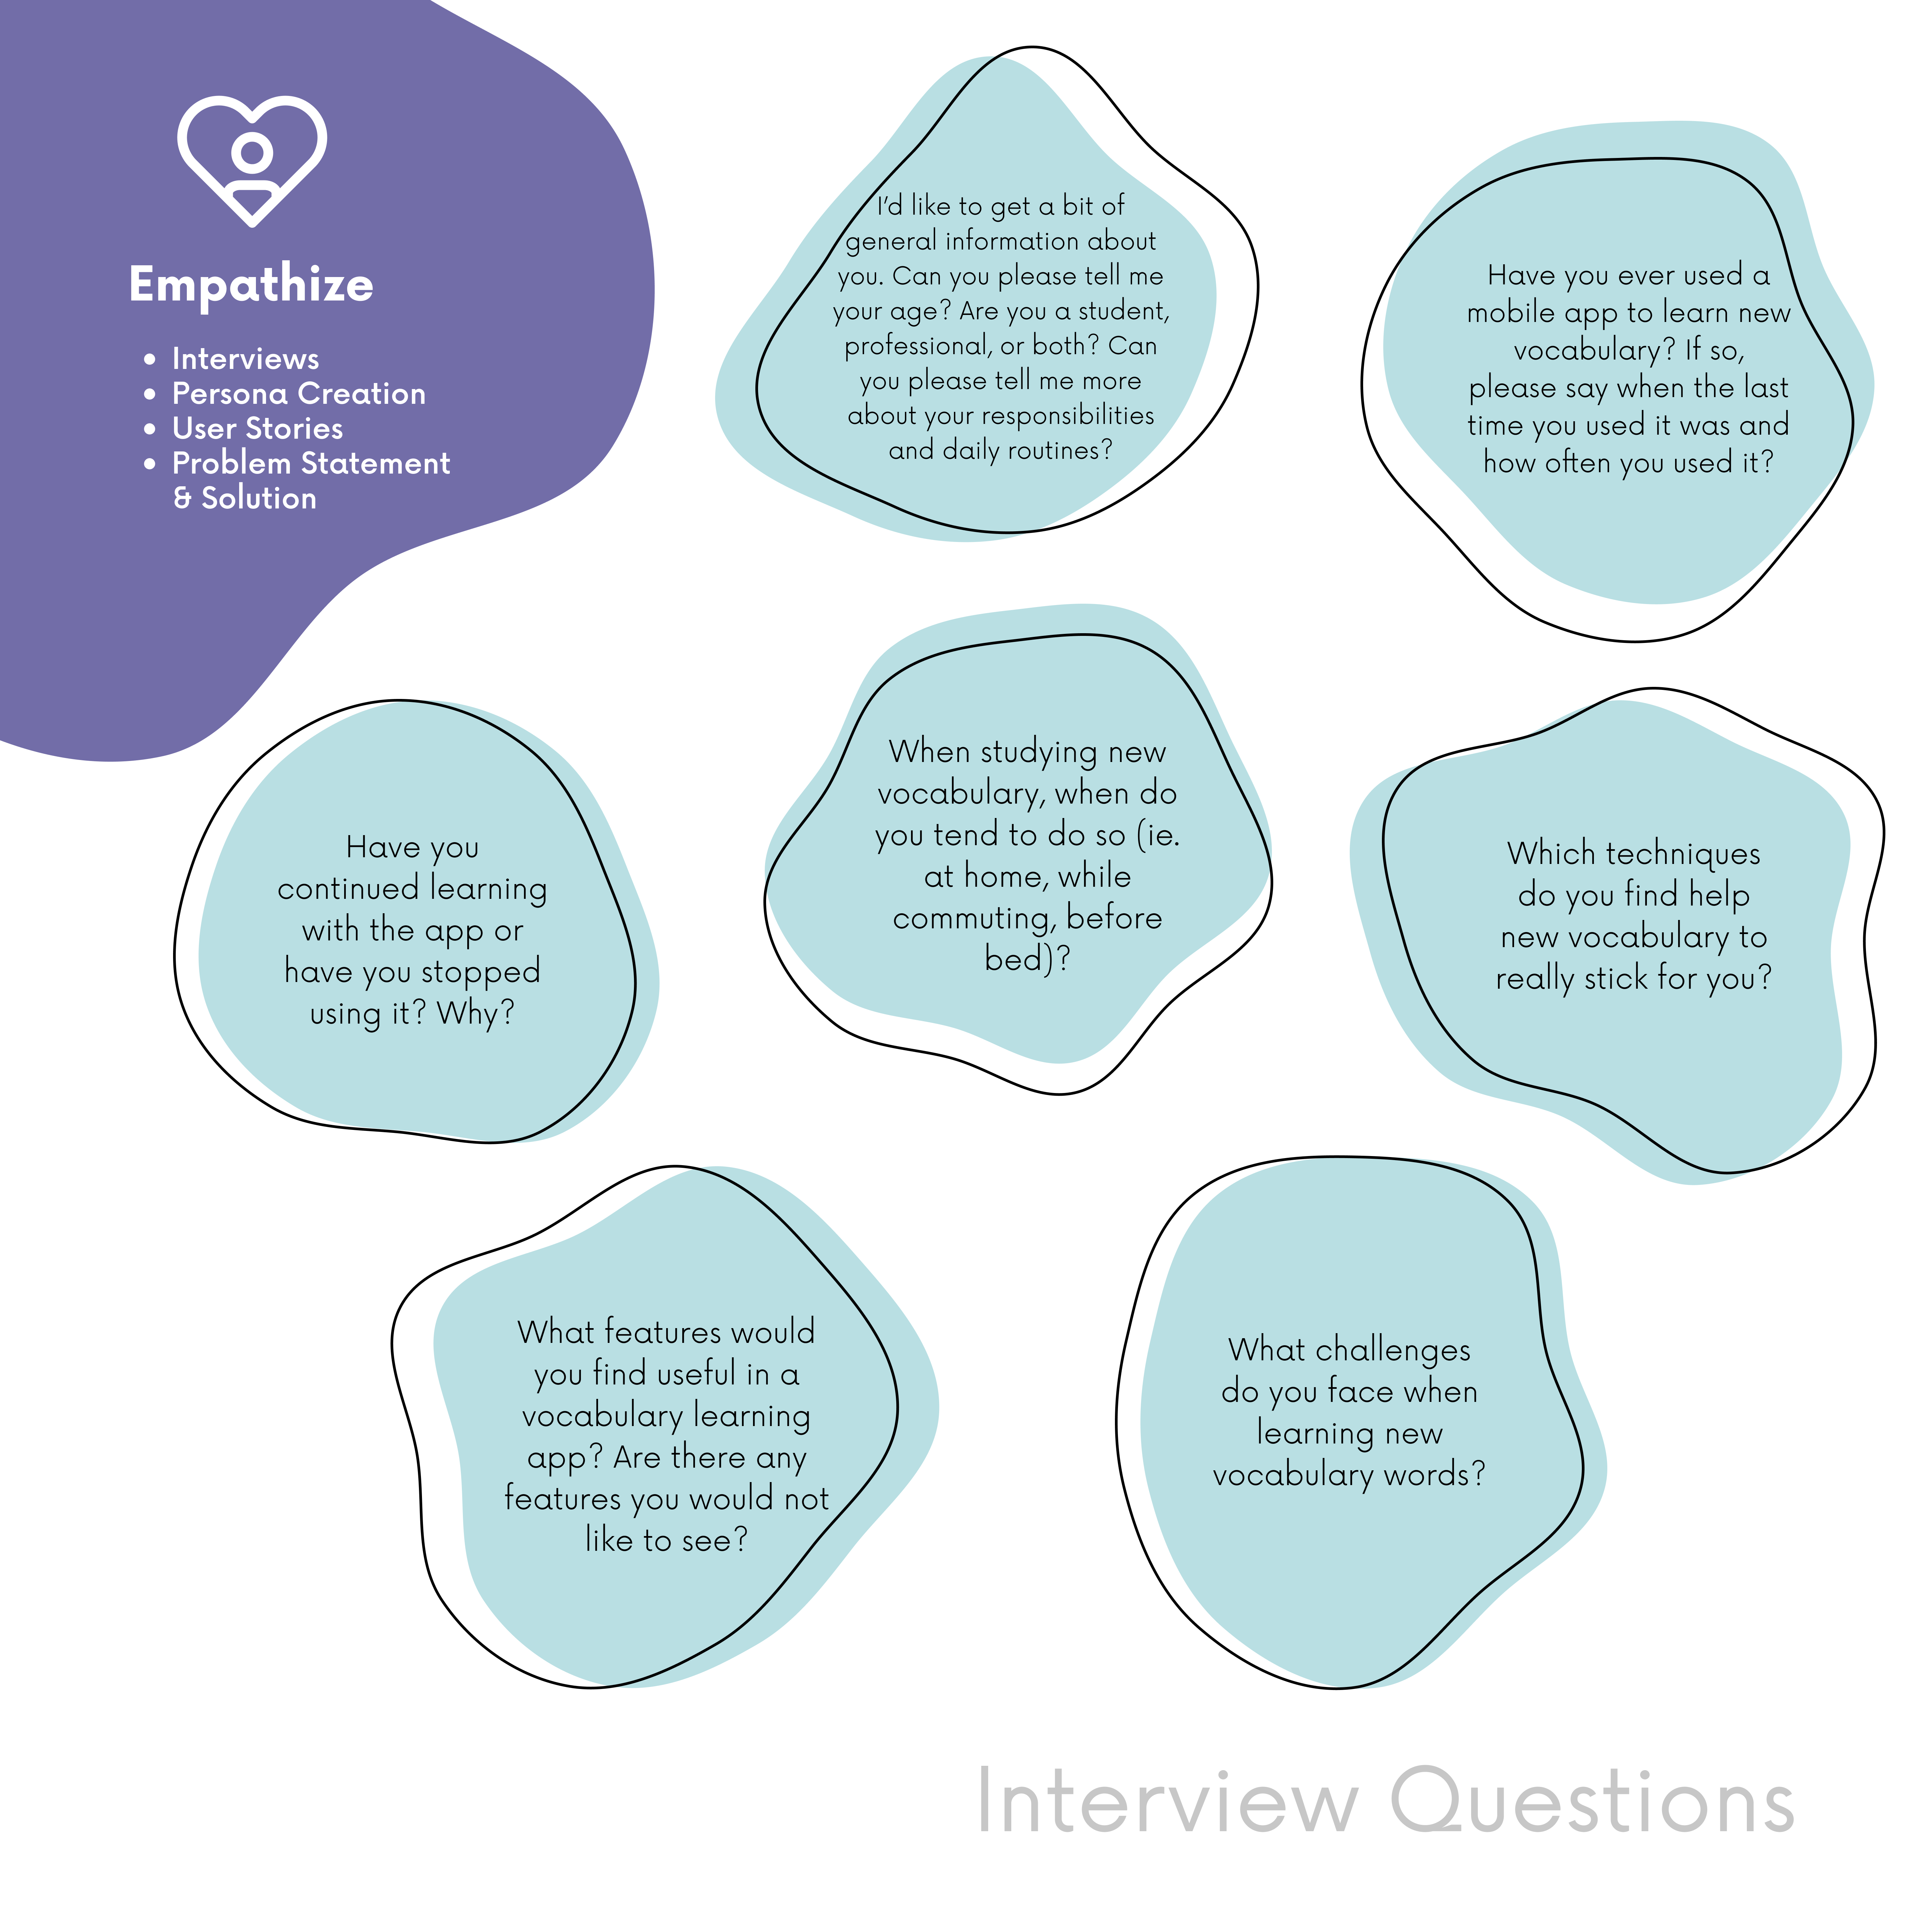 Empathize
• Interviews
• Persona Creation
• User Stories
• Problem Statement
& Solution
I'd like to get a bit of
general information about
you. Can you please tell me
your age? Are you a student,
professional, or both? Can
you please tell me more
about your responsibilities
and daily routines?
Have you ever used a
mobile app to learn new
vocabulary? If so,
please say when the last
time you used it was and
how often you used it?
Have you
continued learning
with the app or
have you stopped
using it? Why?
When studying new
vocabulary, when do
you tend to do so (ie.
at home, while
commuting, before
bed)?
Which techniques
do you find help
new vocabulary to
really stick for you?
What features would
you find useful in a
vocabulary learning
app? Are there any
features you would not
like to see?
What challenges
do you face when
learning new
vocabulary words?
Interview Questions